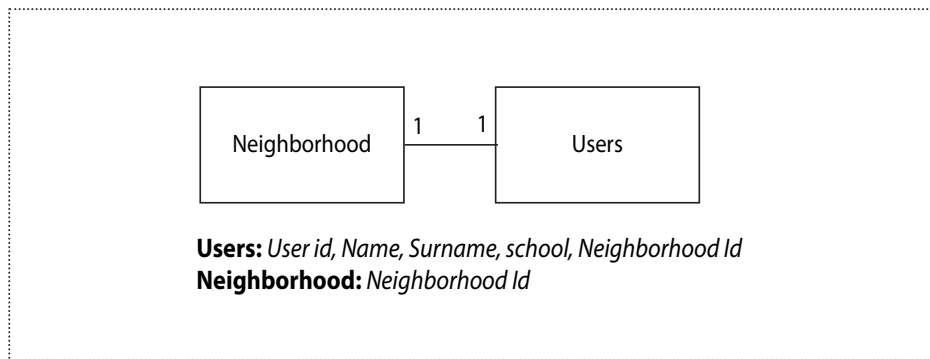 Neighborhood
1
1
Users
Users: User id, Name, Surname, school, Neighborhood Id
Neighborhood: Neighborhood Id